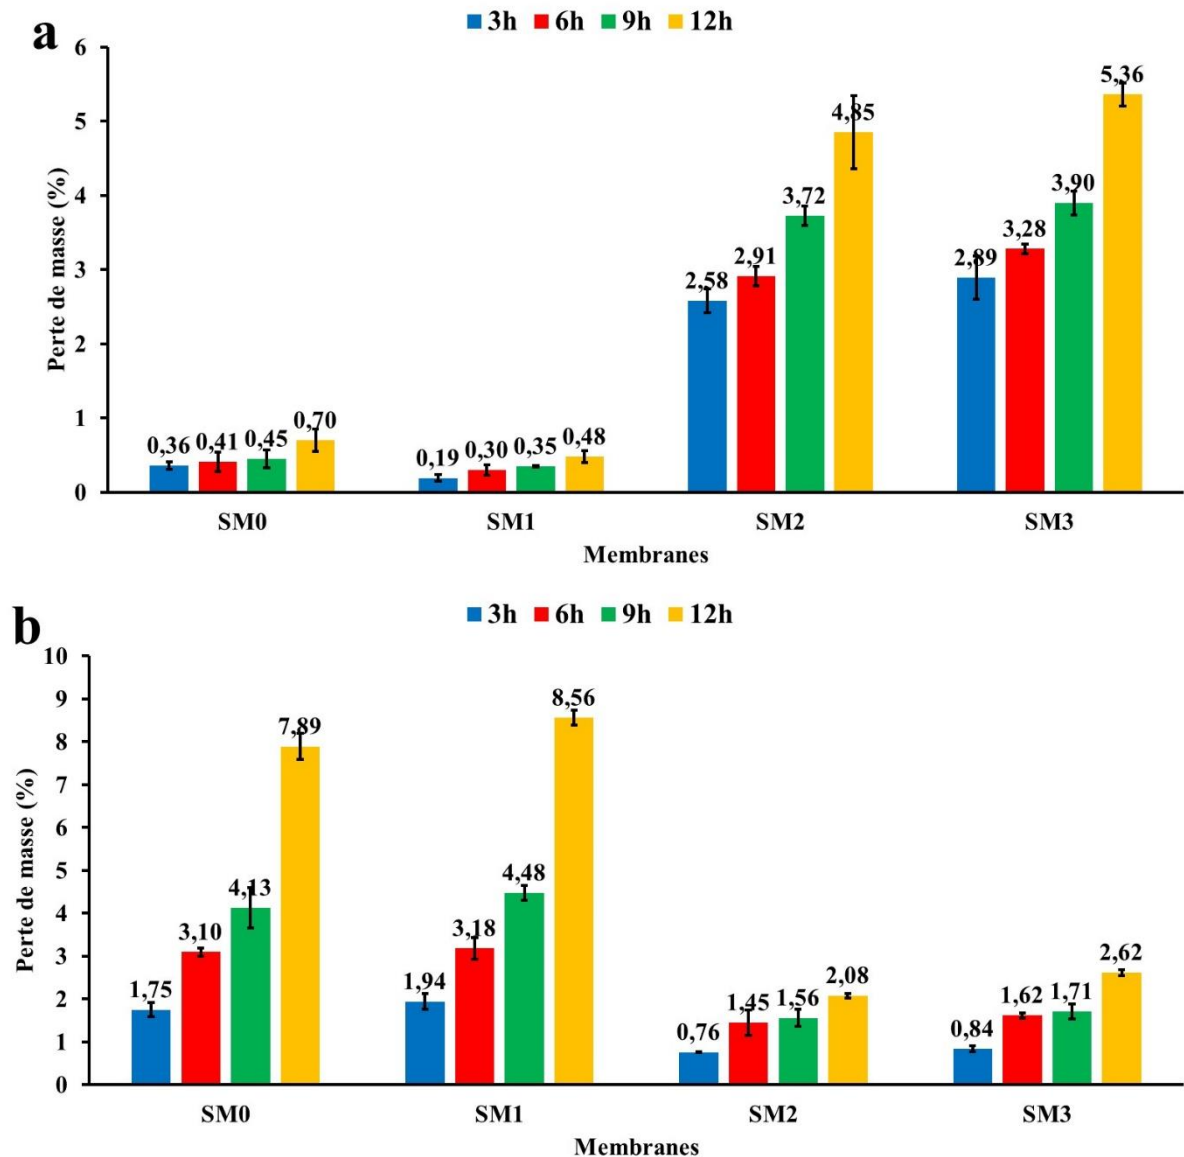 a
3h 6h 9h 12h
Perte de masse (%)
6
5
4
3
2
1
0
0,36 0,41 0,45 0,70
0,19 0,30 0,35 0,48
2,58 2,91 3,72 4,85
2,89 3,28 3,90 5,36
SM0 SM1 SM2 SM3
Membranes
b
3h 6h 9h 12h
Perte de masse (%)
10
9
8
7
6
5
4
3
2
1
0
1,75 3,10 4,13 7,89
1,94 3,18 4,48 8,56
0,76 1,45 1,56 2,08
0,84 1,62 1,71 2,62
SM0 SM1 SM2 SM3
Membranes